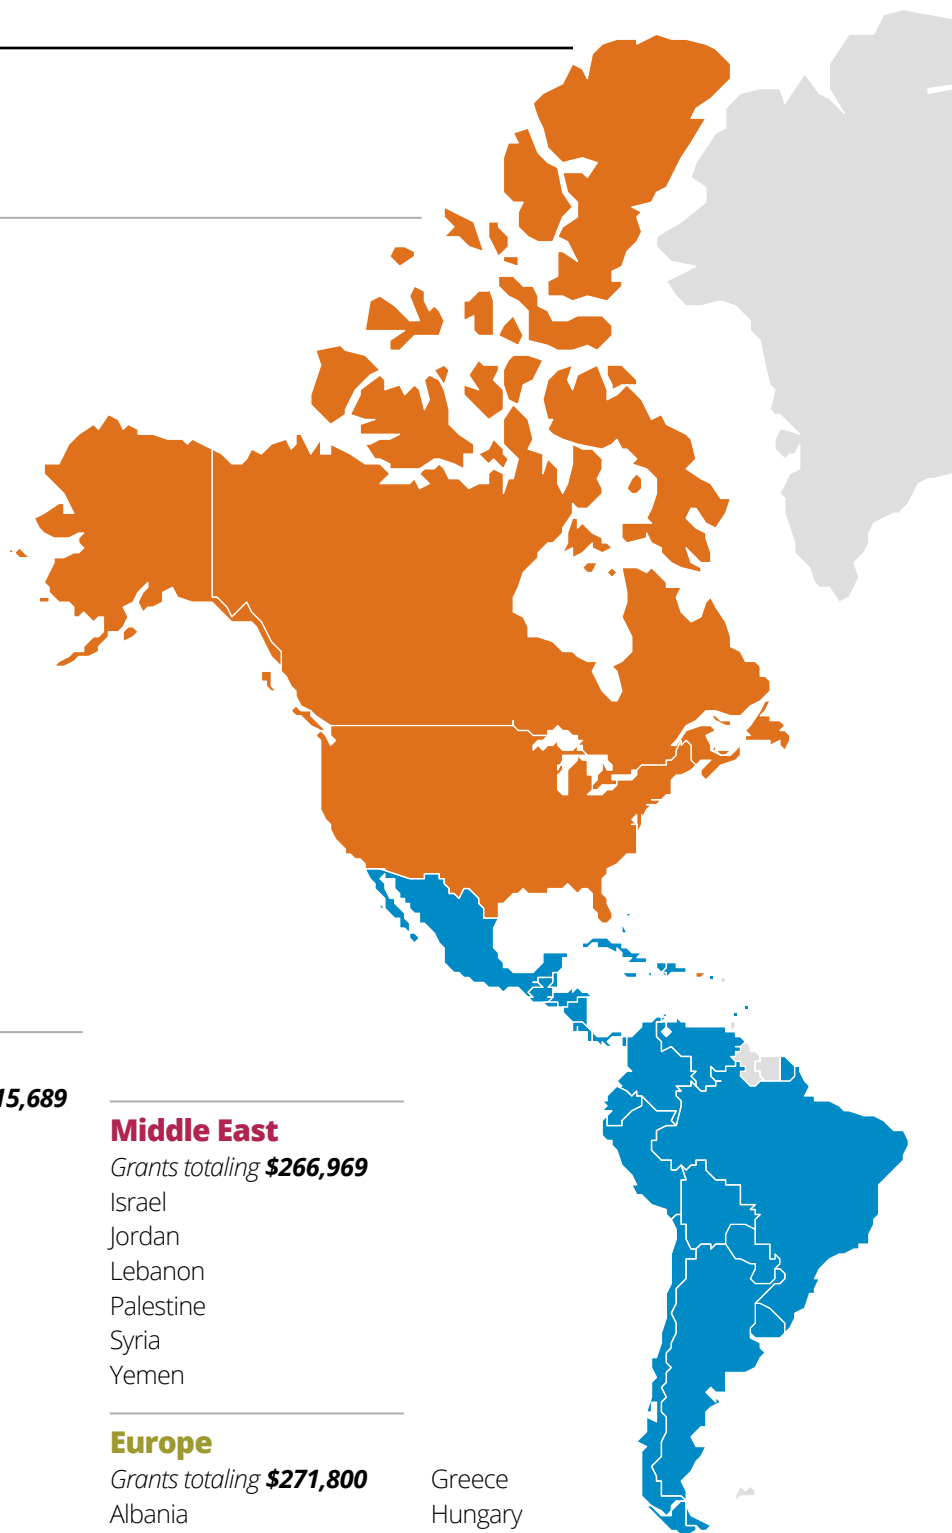 15,689
Middle East
Grants totaling $266,969
Israel
Jordan
Lebanon
Palestine
Syria
Yemen
Europe
Grants totaling $271,800
Albania
Greece
Hungary